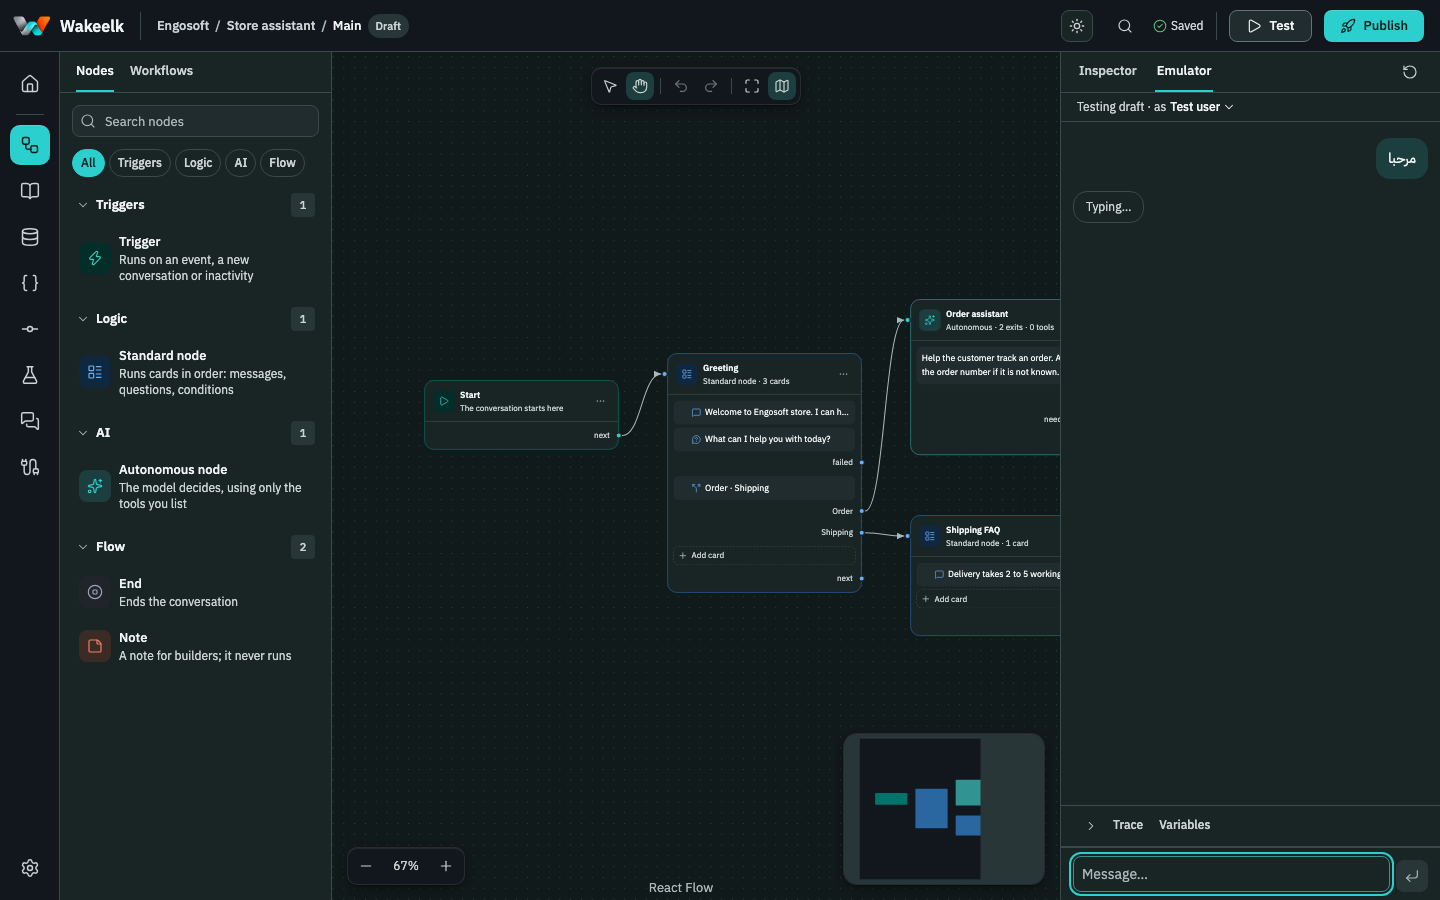 Wakeelk
Engosoft / Store assistant / Main Draft
Saved
Test
Publish
Nodes
Workflows
Search nodes
All
Triggers
Logic
AI
Flow
Triggers
1
Trigger
Runs on an event, a new
conversation or inactivity
Logic
1
Standard node
Runs cards in order: messages,
questions, conditions
AI
1
Autonomous node
The model decides, using only the
tools you list
Flow
2
End
Ends the conversation
Note
A note for builders; it never runs
Start
The conversation starts here
next
Greeting
Standard node · 3 cards
Welcome to Engosoft store. I can h...
What can I help you with today?
failed
Order · Shipping
Order
Shipping
Add card
next
Order assistant
Autonomous · 2 exits · 0 tools
Help the customer track an order. A
the order number if it is not known.
need
Shipping FAQ
Standard node · 1 card
Delivery takes 2 to 5 working
Add card
67%
React Flow
Inspector
Emulator
Testing draft · as Test user
مرحبا
Typing...
Trace
Variables
Message...